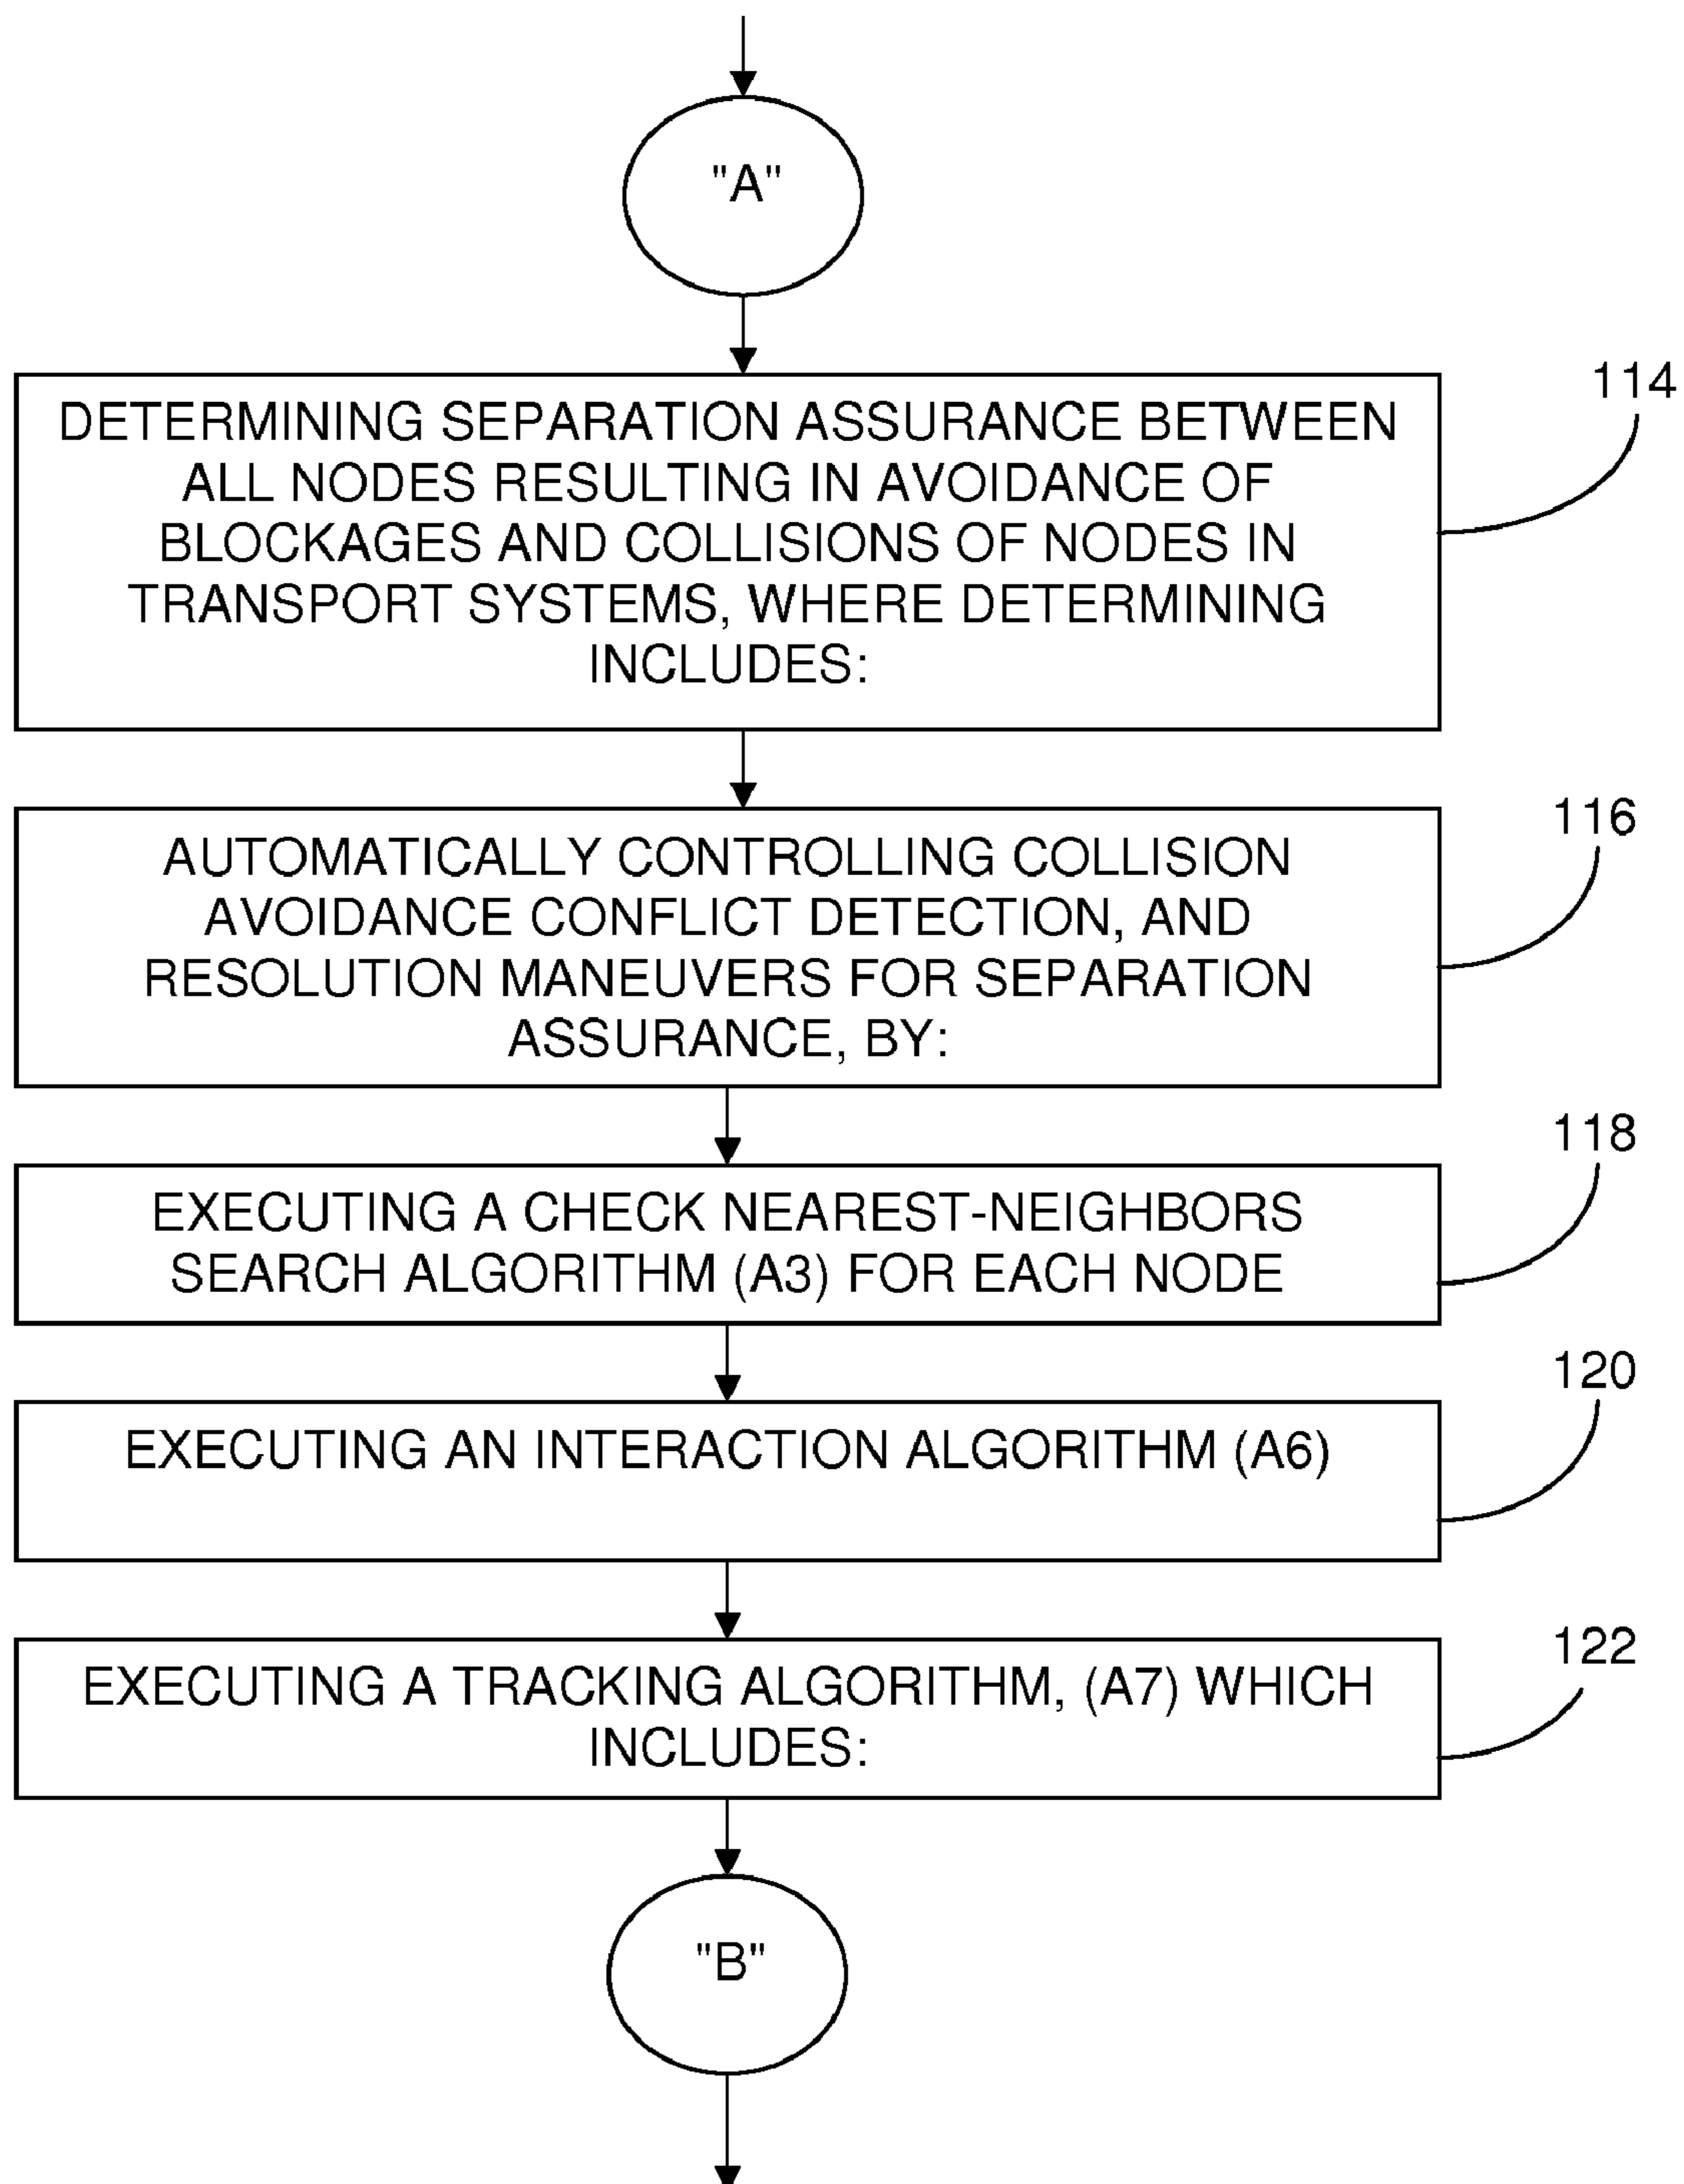 "A"
114
DETERMINING SEPARATION ASSURANCE BETWEEN
ALL NODES RESULTING IN AVOIDANCE OF
BLOCKAGES AND COLLISIONS OF NODES IN
TRANSPORT SYSTEMS, WHERE DETERMINING
INCLUDES:
116
AUTOMATICALLY CONTROLLING COLLISION
AVOIDANCE CONFLICT DETECTION, AND
RESOLUTION MANEUVERS FOR SEPARATION
ASSURANCE, BY:
118
EXECUTING A CHECK NEAREST-NEIGHBORS
SEARCH ALGORITHM (A3) FOR EACH NODE
120
EXECUTING AN INTERACTION ALGORITHM (A6)
122
EXECUTING A TRACKING ALGORITHM, (A7) WHICH
INCLUDES:
"B"